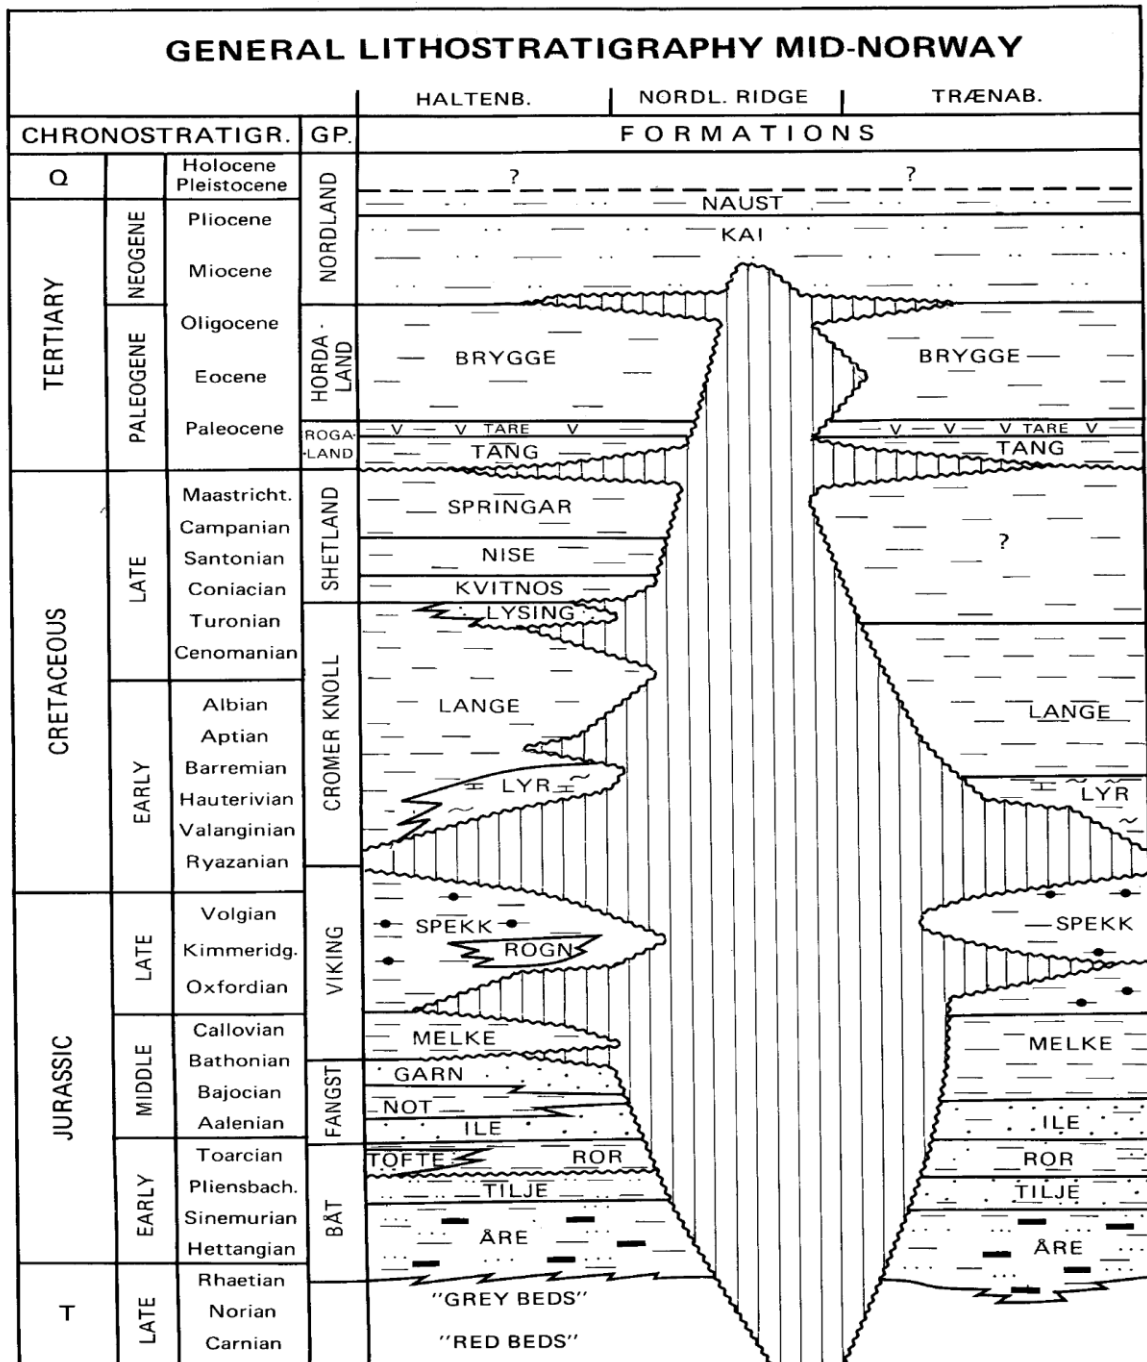 GENERAL LITHOSTRATIGRAPHY MID-NORWAY
HALTENB. NORDL. RIDGE TRÆNAB.
CHRONOSTRATIGR. GP. FORMATIONS
Q
TERTIARY
CRETACEOUS
JURASSIC
T
NEOGENE
PALEOGENE
LATE
EARLY
LATE
MIDDLE
EARLY
LATE
Holocene
Pleistocene
Pliocene
Miocene
Oligocene
Eocene
Paleocene
Maastricht.
Campanian
Santonian
Coniacian
Turonian
Cenomanian
Albian
Aptian
Barremian
Hauterivian
Valanginian
Ryazanian
Volgian
Kimmeridg.
Oxfordian
Callovian
Bathonian
Bajocian
Aalenian
Toarcian
Pliensbach.
Sinemurian
Hettangian
Rhaetian
Norian
Carnian
NORDLAND
HORDA-
LAND
ROGA-
-LAND
SHETLAND
CROMER KNOLL
VIKING
FANGST
BÅT
? ?
NAUST
KAI
BRYGGE BRYGGE
V V TARE V V V V TARE V
TANG TANG
SPRINGAR
?
NISE
KVITNOS
LYSING
LANGE LANGE
LYR LYR
SPEKK SPEKK
ROGN
MELKE MELKE
GARN
NOT
ILE ILE
TOFTE ROR ROR
TILJE TILJE
ÅRE ÅRE
"GREY BEDS"
"RED BEDS"